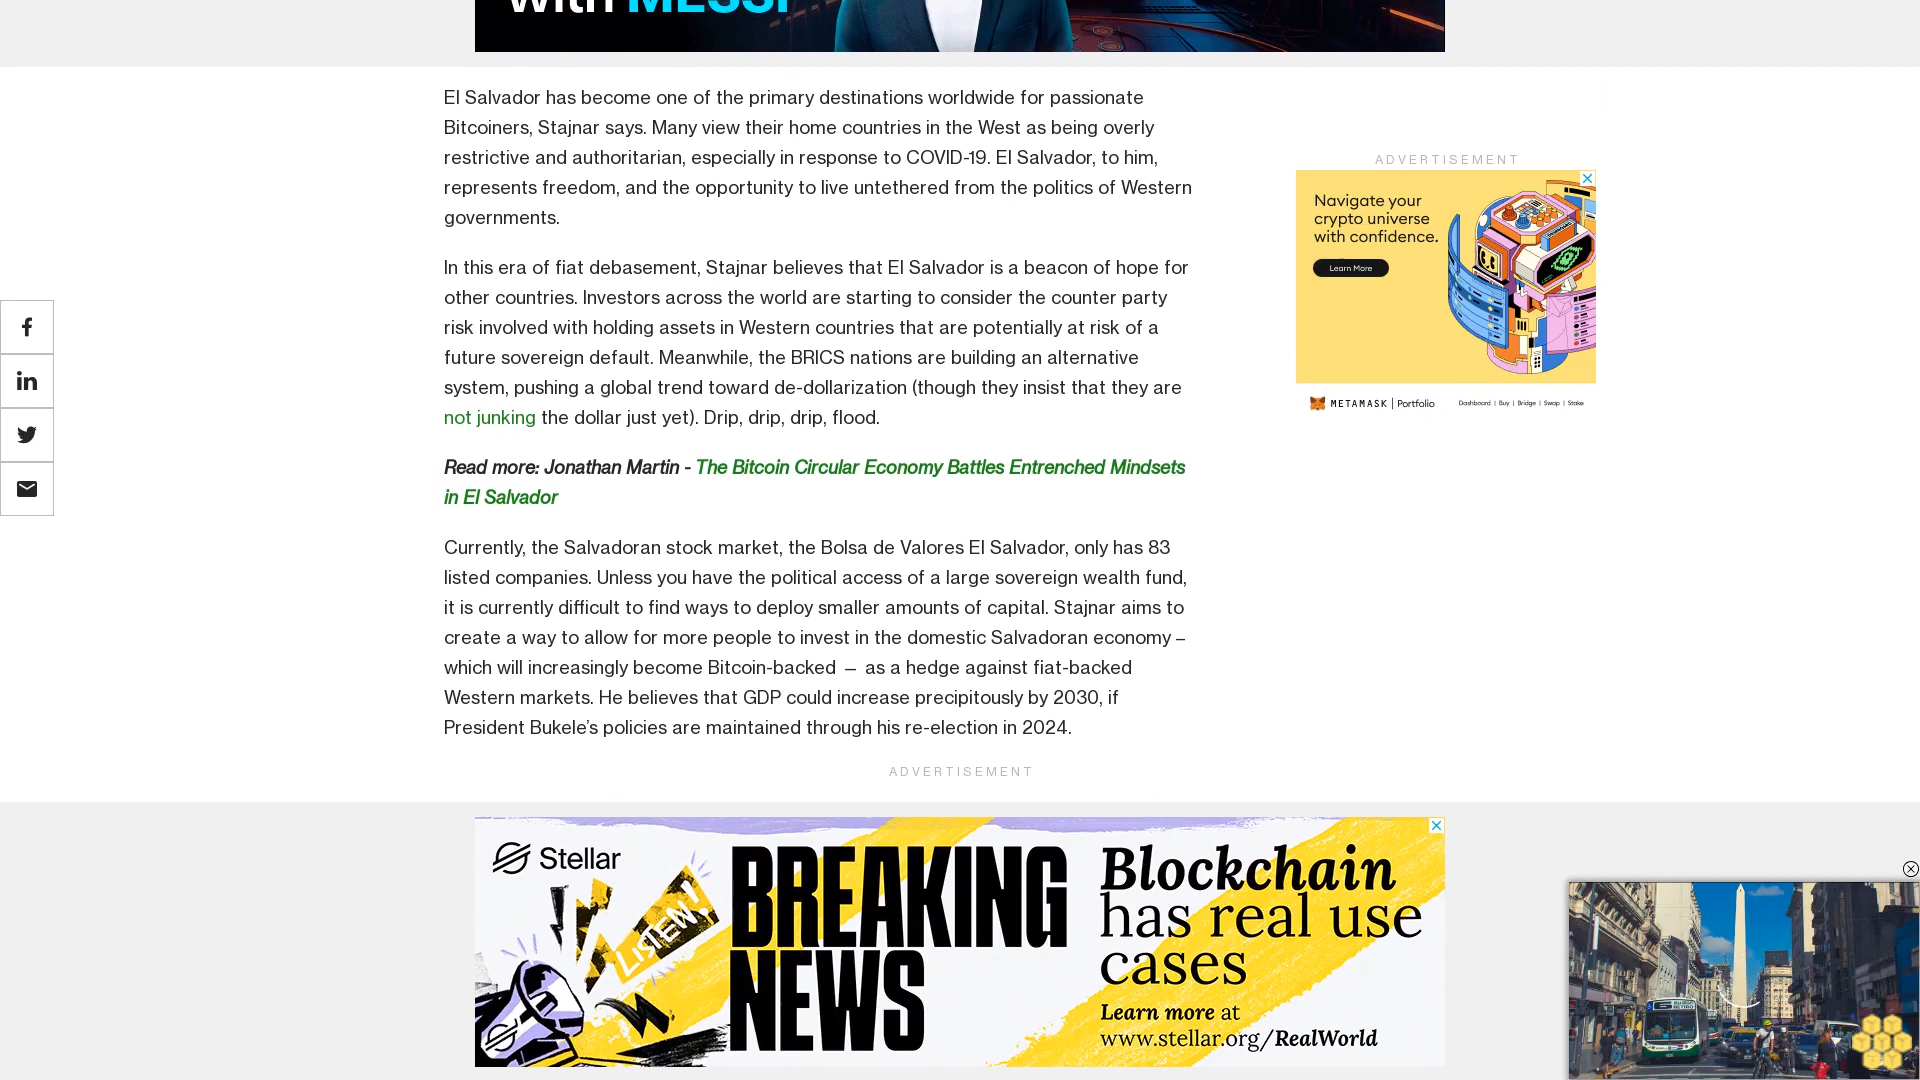 with MESSI
El Salvador has become one of the primary destinations worldwide for passionate
Bitcoiners, Stajnar says. Many view their home countries in the West as being overly
restrictive and authoritarian, especially in response to COVID-19. El Salvador, to him,
represents freedom, and the opportunity to live untethered from the politics of Western
governments.
In this era of fiat debasement, Stajnar believes that El Salvador is a beacon of hope for
other countries. Investors across the world are starting to consider the counter party
risk involved with holding assets in Western countries that are potentially at risk of a
future sovereign default. Meanwhile, the BRICS nations are building an alternative
system, pushing a global trend toward de-dollarization (though they insist that they are
not junking the dollar just yet). Drip, drip, drip, flood.
Read more: Jonathan Martin - The Bitcoin Circular Economy Battles Entrenched Mindsets
in El Salvador
Currently, the Salvadoran stock market, the Bolsa de Valores El Salvador, only has 83
listed companies. Unless you have the political access of a large sovereign wealth fund,
it is currently difficult to find ways to deploy smaller amounts of capital. Stajnar aims to
create a way to allow for more people to invest in the domestic Salvadoran economy –
which will increasingly become Bitcoin-backed — as a hedge against fiat-backed
Western markets. He believes that GDP could increase precipitously by 2030, if
President Bukele’s policies are maintained through his re-election in 2024.
ADVERTISEMENT
Navigate your
crypto universe
with confidence.
Learn More
METAMASK | Portfolio
Dashboard | Buy | Bridge | Swap | Stake
ADVERTISEMENT
Stellar
LISTEN!
BREAKING
NEWS
Blockchain
has real use
cases
Learn more at
www.stellar.org/RealWorld